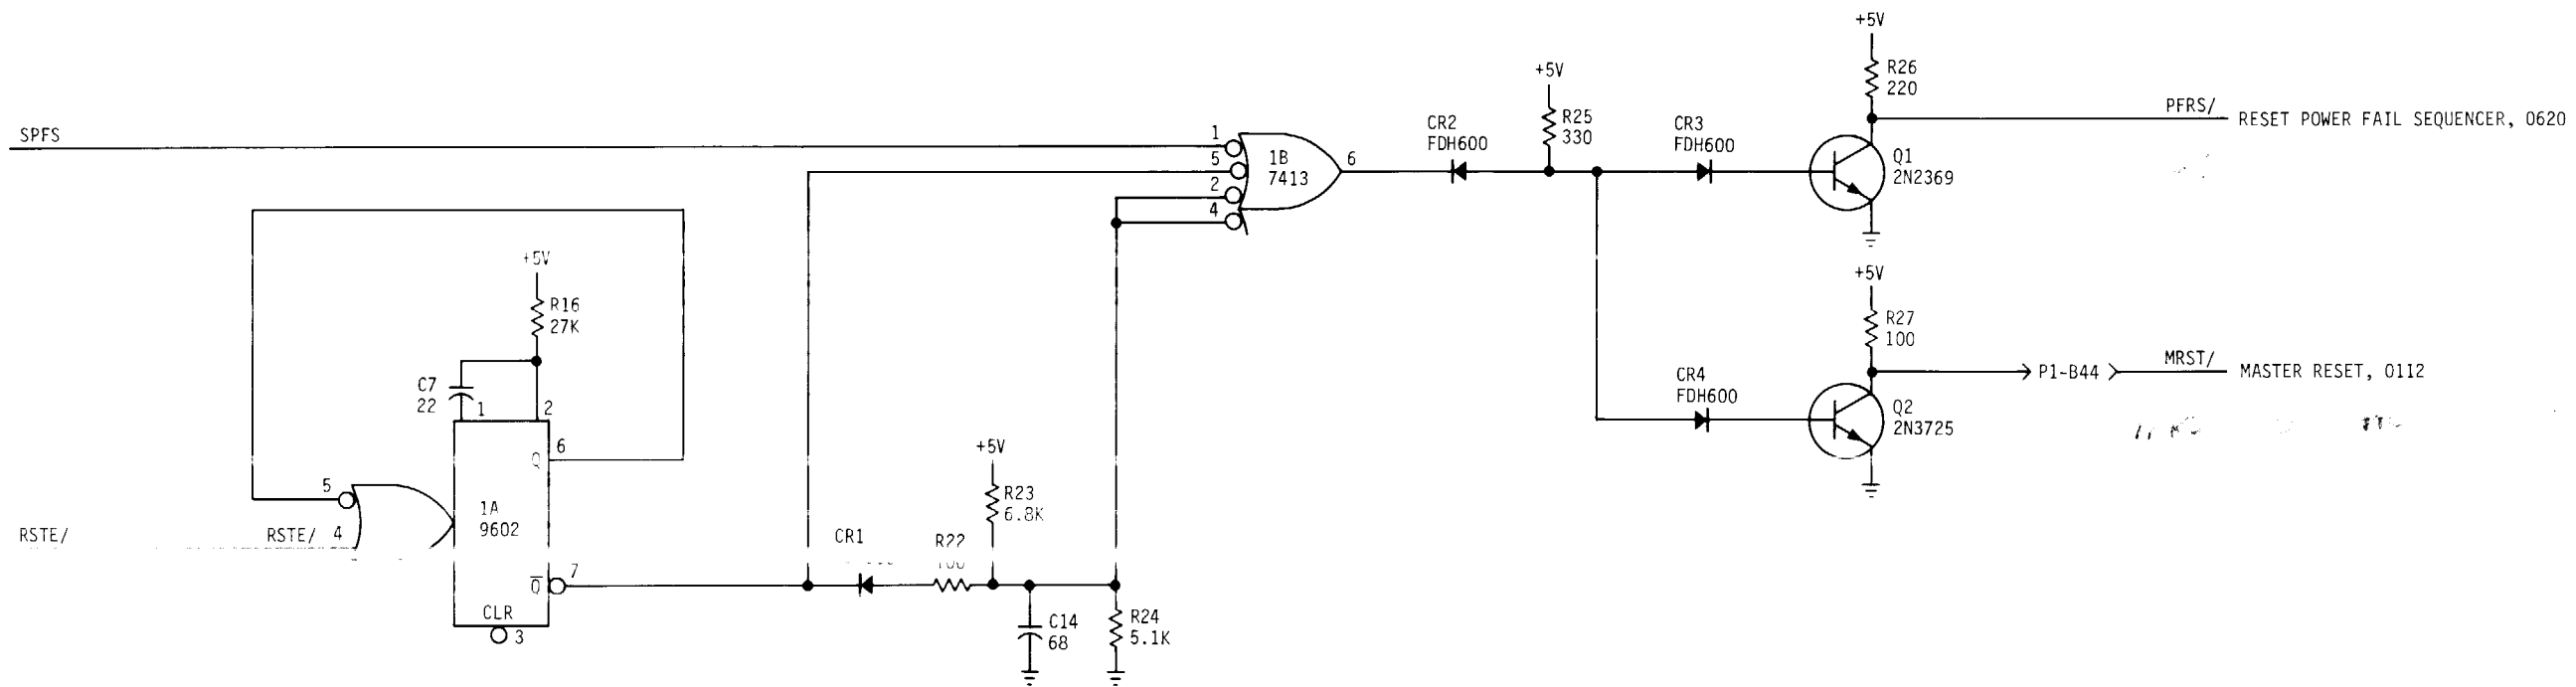 +5V
R26
220
PFRS/
RESET POWER FAIL SEQUENCER, 0620
+5V
R25
330
CR2
FDH600
CR3
FDH600
Q1
2N2369
SPFS
1
5
2
4
1B
7413
6
+5V
R16
27K
C7
22
1
2
+5V
R27
100
P1-B44
MRST/
MASTER RESET, 0112
CR4
FDH600
Q2
2N3725
6
Q
5
1A
9602
RSTE/
RSTE/ 4
+5V
R23
6.8K
CR1
R22
Q
7
CLR
3
C14
68
R24
5.1K